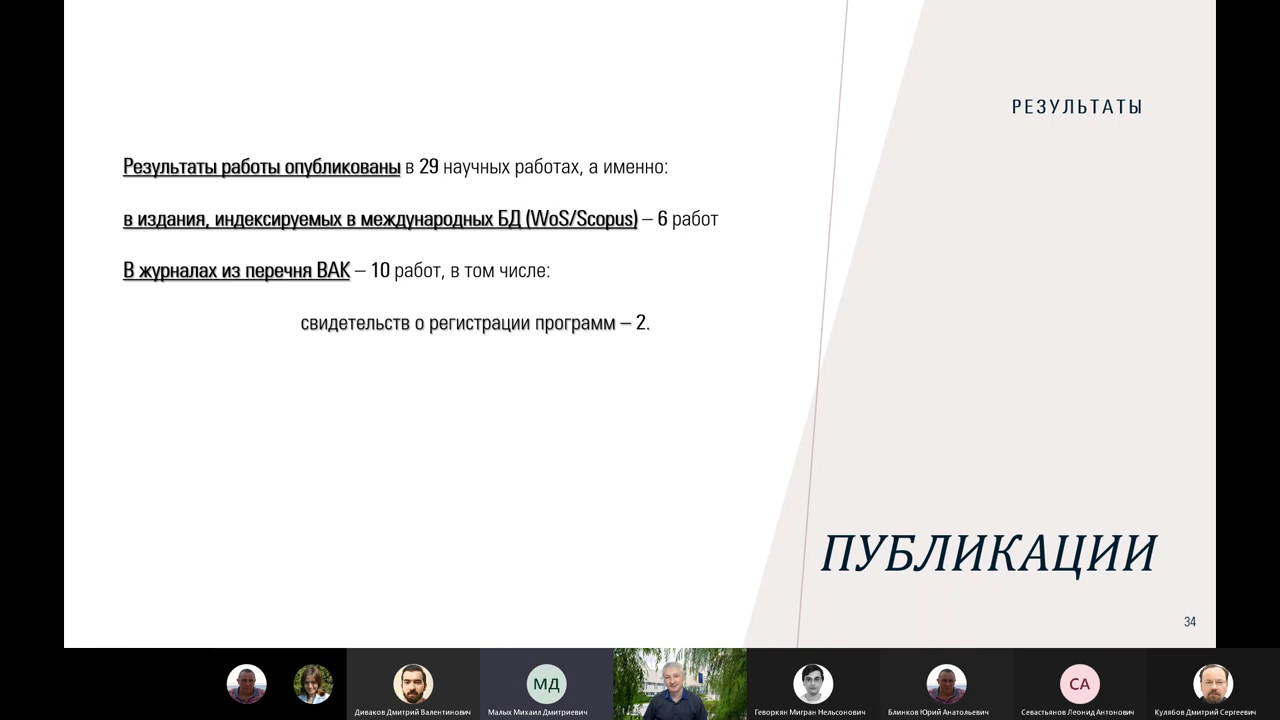 РЕЗУЛЬТАТЫ
Результаты работы опубликованы в 29 научных работах, а именно:
в издания, индексируемых в международных БД (WoS/Scopus) – 6 работ
В журналах из перечня ВАК – 10 работ, в том числе:
свидетельств о регистрации программ – 2.
ПУБЛИКАЦИИ
34
МД
СА
Диваков Дмитрий Валентинович
Малых Михаил Дмитриевич
Геворкян Мигран Нельсонович
Блинков Юрий Анатольевич
Севастьянов Леонид Антонович
Кулябов Дмитрий Сергеевич